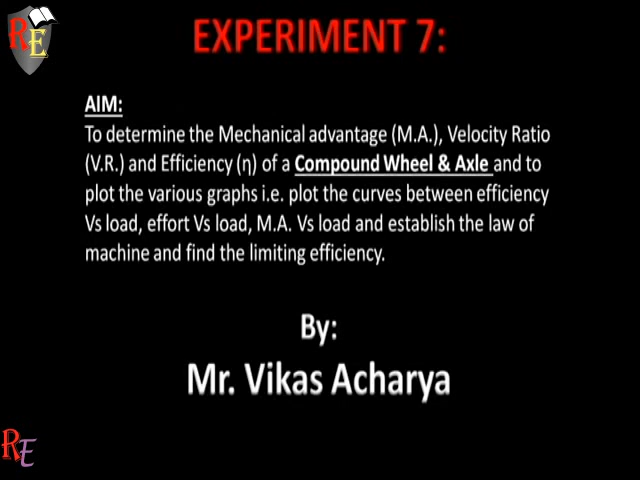 RE
EXPERIMENT 7:
AIM:
To determine the Mechanical advantage (M.A.), Velocity Ratio
(V.R.) and Efficiency (η) of a Compound Wheel & Axle and to
plot the various graphs i.e. plot the curves between efficiency
Vs load, effort Vs load, M.A. Vs load and establish the law of
machine and find the limiting efficiency.
By:
Mr. Vikas Acharya
RE